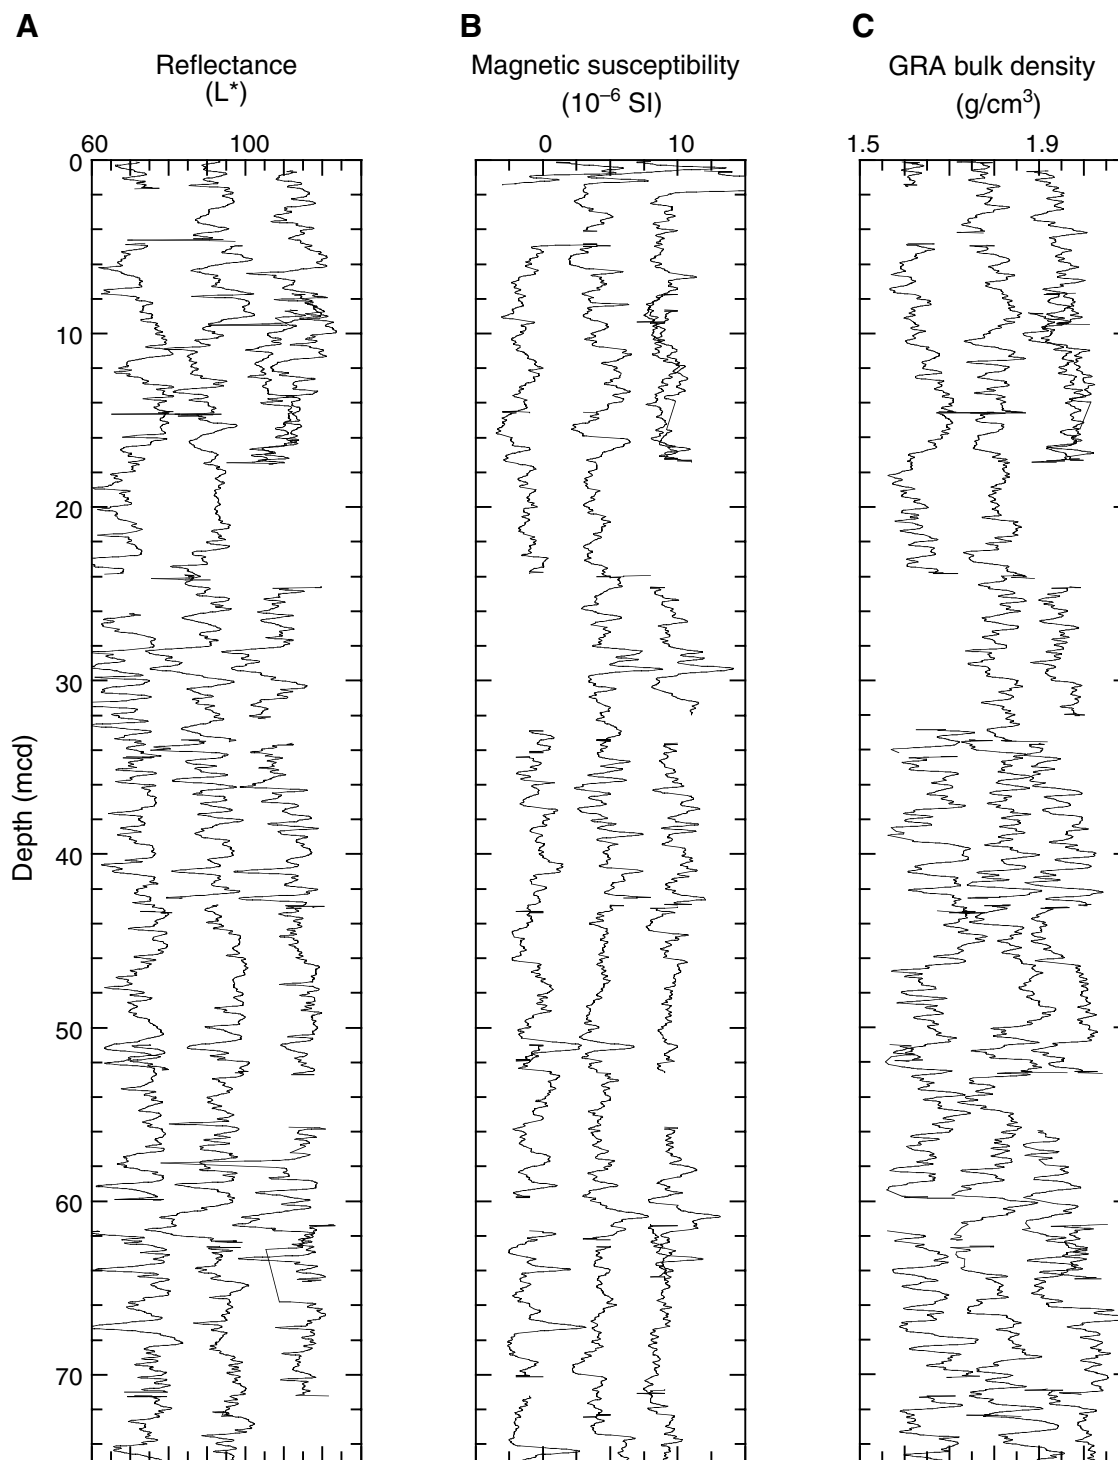 A
B
C
Reflectance
(L*)
Magnetic susceptibility
(10⁻⁶ SI)
GRA bulk density
(g/cm³)
60 100
0 10
1.5 1.9
0
10
20
30
40
50
60
70
Depth (mcd)